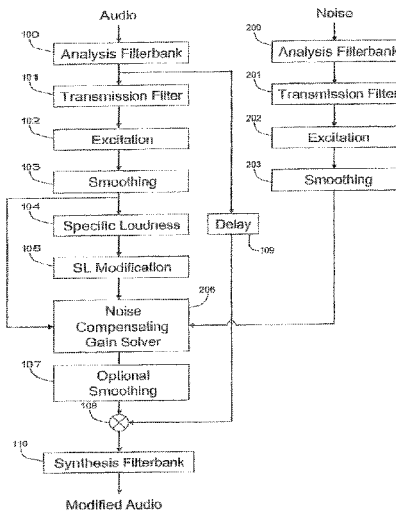 Audio
100
Analysis Filterbank
101
Transmission Filter
102
Excitation
103
Smoothing
104
Specific Loudness
105
SL Modification
Noise
200
Analysis Filterbank
201
Transmission Filter
202
Excitation
203
Smoothing
Delay
109
206
Noise
Compensating
Gain Solver
107
Optional
Smoothing
108
110
Synthesis Filterbank
Modified Audio